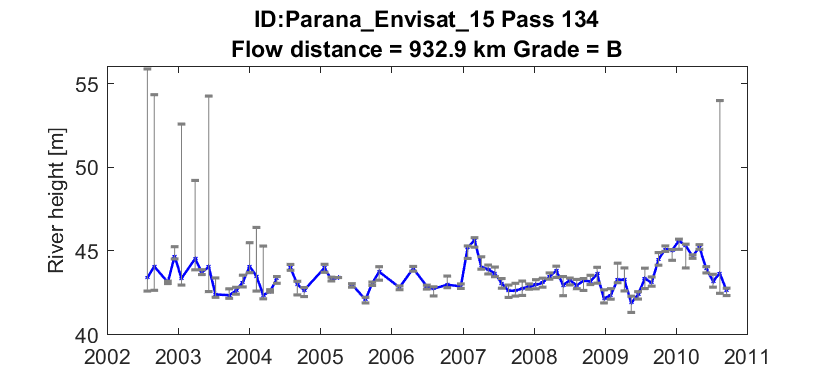 ID:Parana_Envisat_15 Pass 134
Flow distance = 932.9 km Grade = B
River height [m]
55
50
45
40
2002 2003 2004 2005 2006 2007 2008 2009 2010 2011